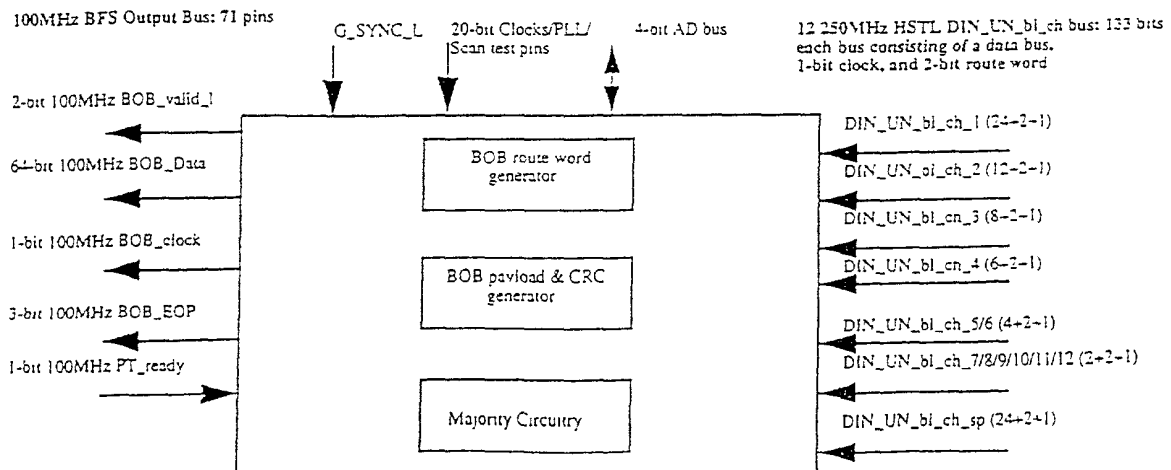 100MHz BFS Output Bus: 71 pins
G_SYNC_L
20-bit Clocks/PLL/
Scan test pins
4-bit AD bus
12 250MHz HSTL DIN_UN_bl_ch bus: 133 bits
each bus consisting of a data bus,
1-bit clock, and 2-bit route word
2-bit 100MHz BOB_valid_l
64-bit 100MHz BOB_Data
1-bit 100MHz BOB_clock
3-bit 100MHz BOB_EOP
1-bit 100MHz PT_ready
BOB route word
generator
BOB payload & CRC
generator
Majority Circuitry
DIN_UN_bl_ch_1 (24+2+1)
DIN_UN_bl_ch_2 (12+2+1)
DIN_UN_bl_ch_3 (8+2+1)
DIN_UN_bl_ch_4 (6+2+1)
DIN_UN_bl_ch_5/6 (4+2+1)
DIN_UN_bl_ch_7/8/9/10/11/12 (2+2+1)
DIN_UN_bl_ch_sp (24+2+1)